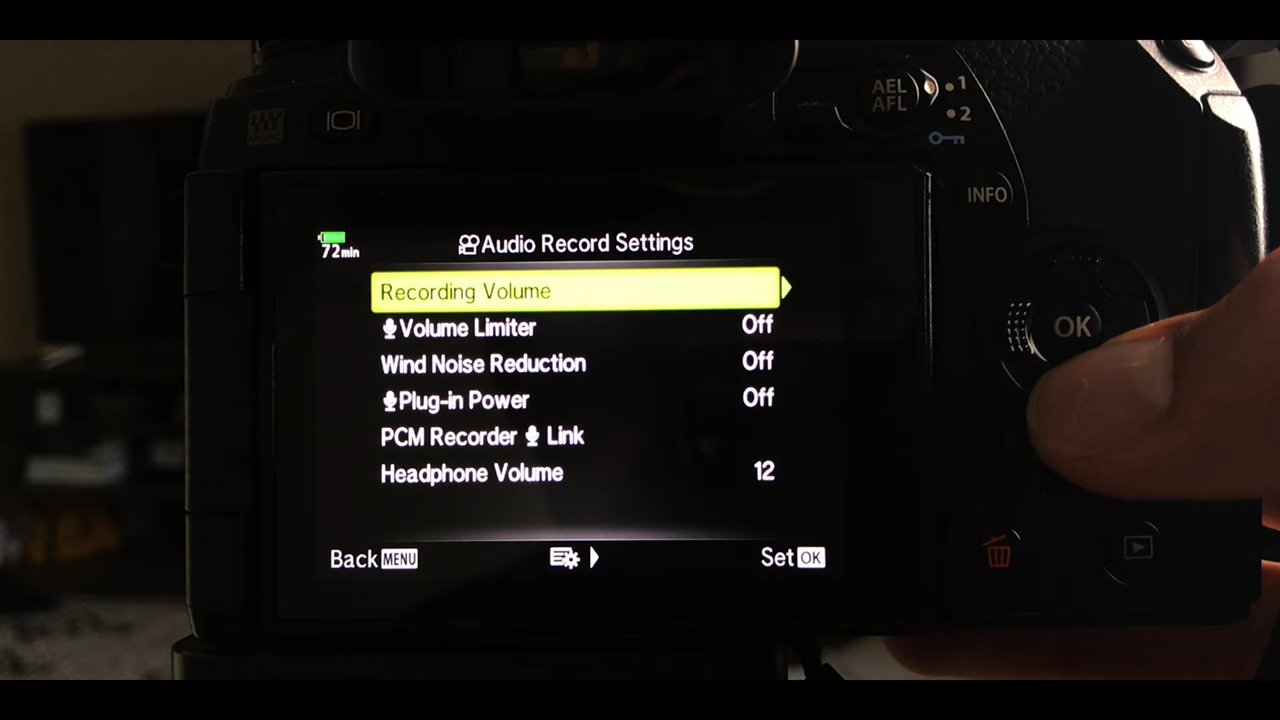 AEL
AFL
1
2
INFO
72min
Audio Record Settings
Recording Volume
Volume Limiter Off
OK
Wind Noise Reduction Off
Plug-in Power Off
PCM Recorder Link
Headphone Volume 12
Back MENU
Set OK